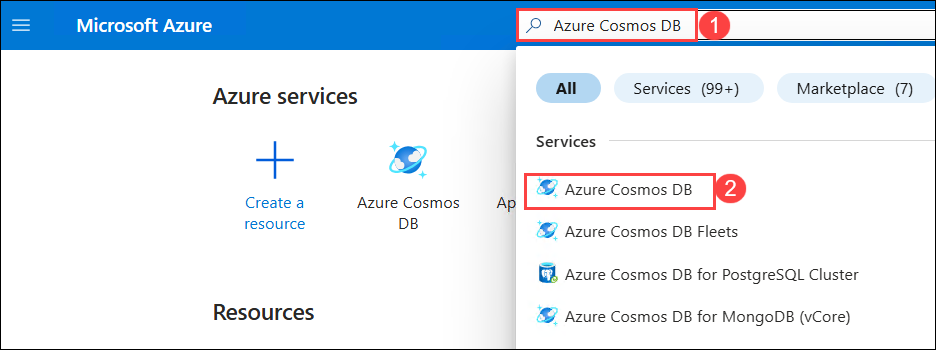 Microsoft Azure
Azure Cosmos DB
1
Azure services
Create a
resource
Azure Cosmos
DB
Ap
Resources
All
Services (99+)
Marketplace (7)
Services
Azure Cosmos DB
2
Azure Cosmos DB Fleets
Azure Cosmos DB for PostgreSQL Cluster
Azure Cosmos DB for MongoDB (vCore)